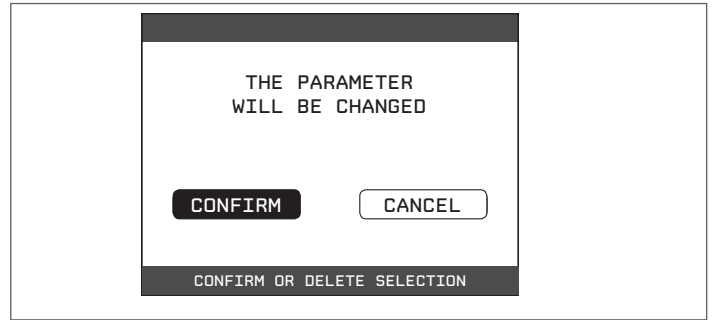 THE PARAMETER
WILL BE CHANGED
CONFIRM
CANCEL
CONFIRM OR DELETE SELECTION